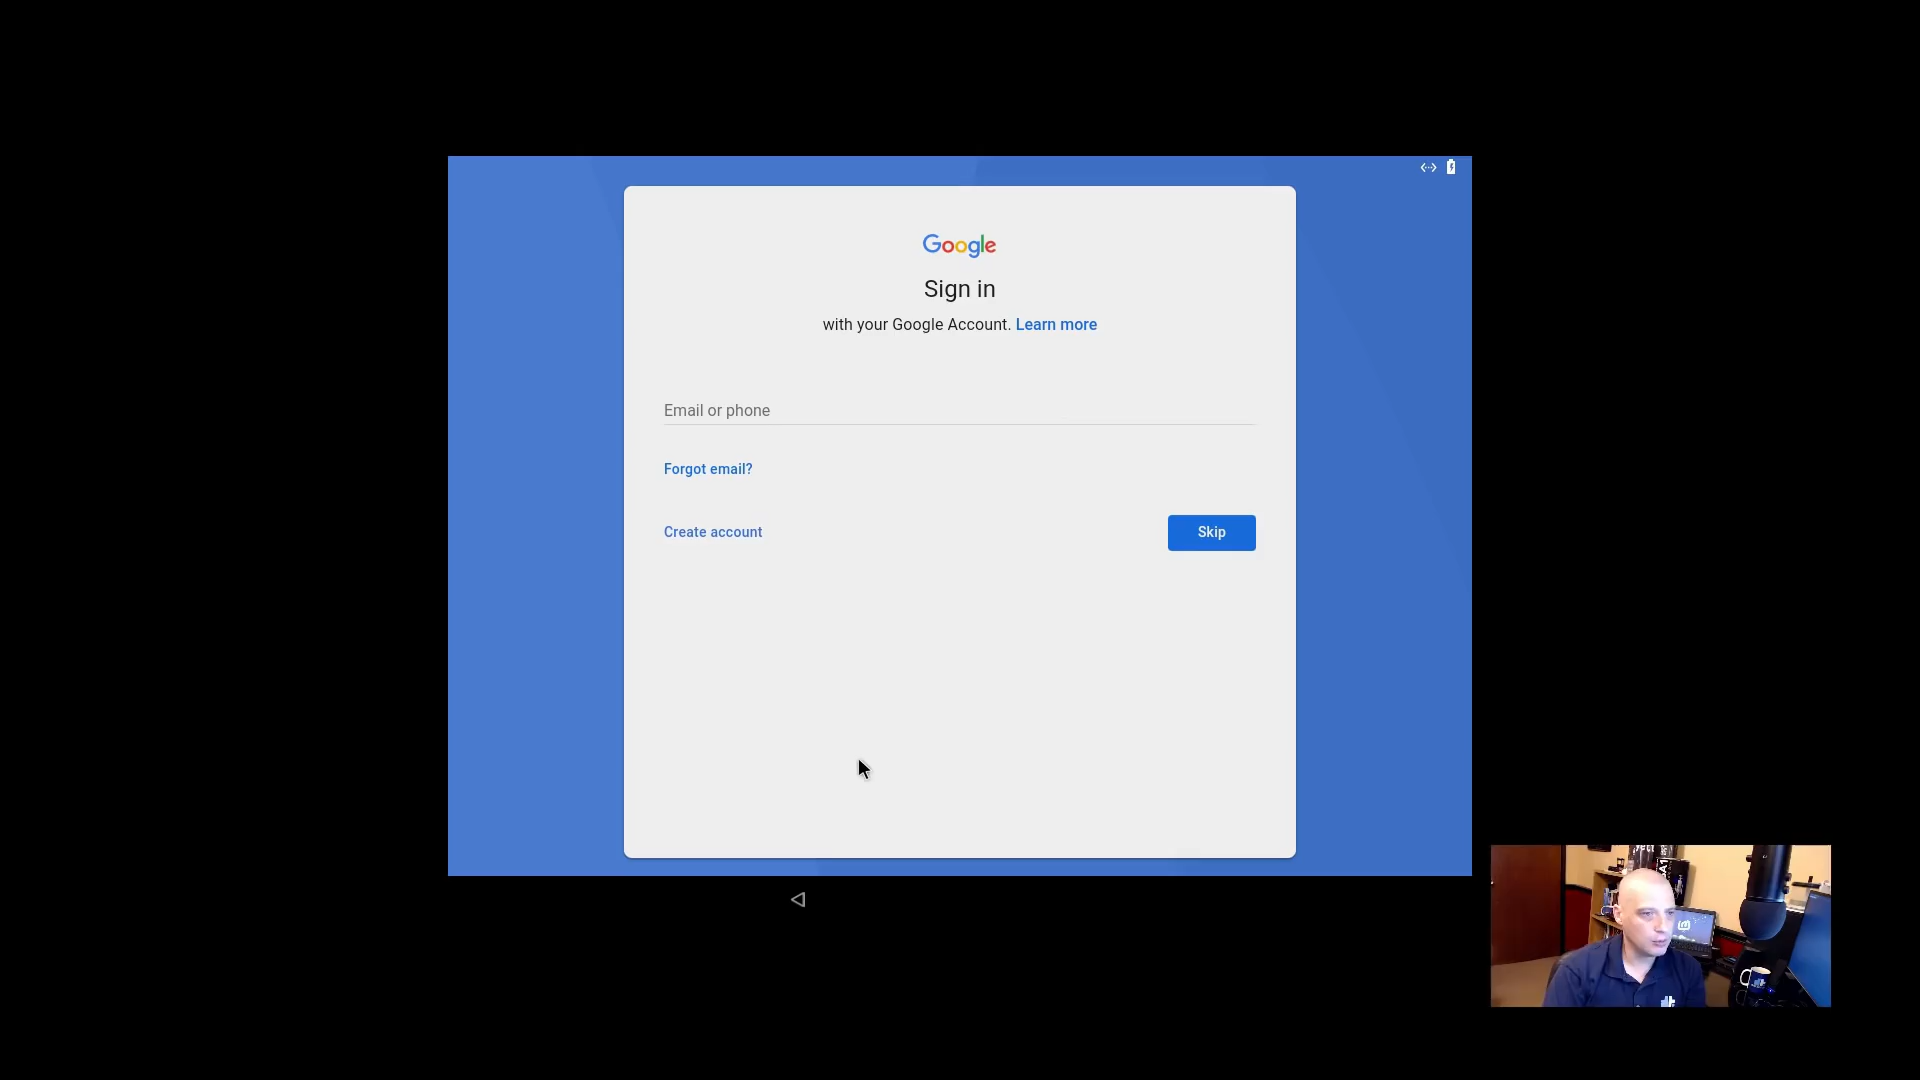 Google
Sign in
with your Google Account. Learn more
Email or phone
Forgot email?
Create account
Skip